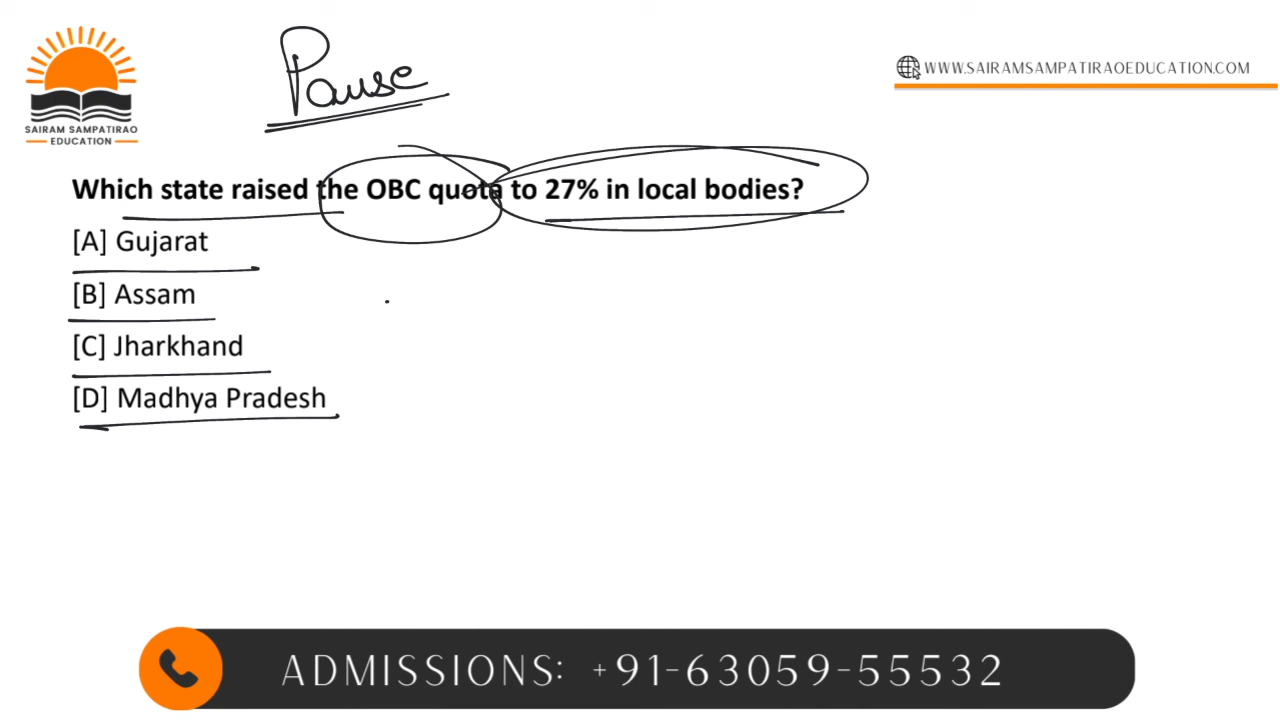 Pause
SAIRAM SAMPATIRAO
EDUCATION
WWW.SAIRAMSAMPATIRAOEDUCATION.COM
Which state raised the OBC quota to 27% in local bodies?
[A] Gujarat
[B] Assam
[C] Jharkhand
[D] Madhya Pradesh
ADMISSIONS: +91-63059-55532